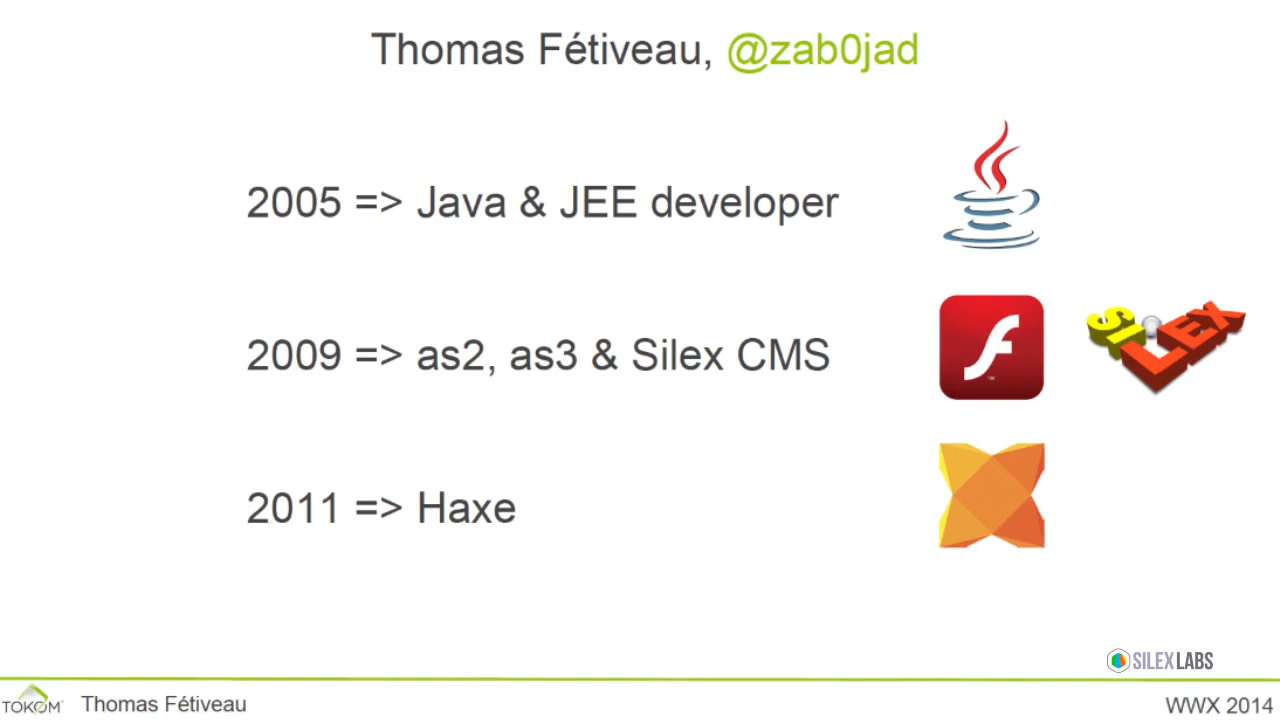 Thomas Fétiveau, @zab0jad
2005 => Java & JEE developer
2009 => as2, as3 & Silex CMS
SILEX
2011 => Haxe
SILEX LABS
TOKOM Thomas Fétiveau
WWX 2014